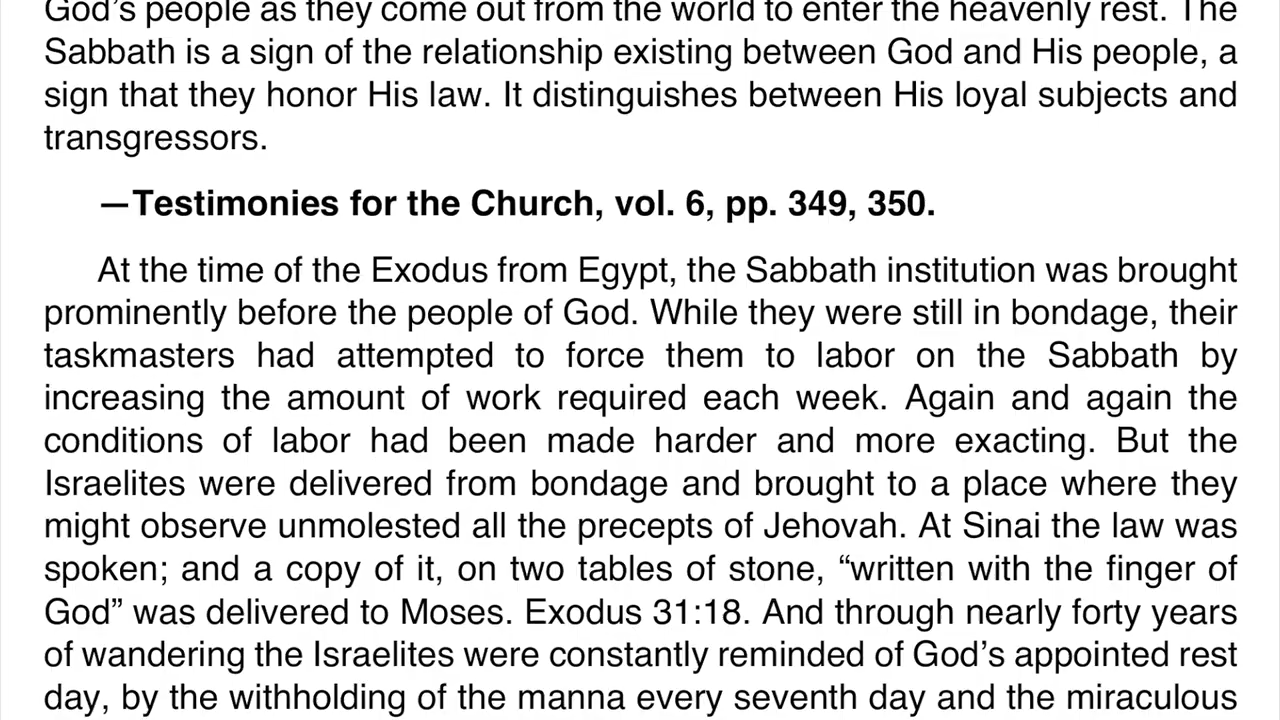 God’s people as they come out from the world to enter the heavenly rest. The
Sabbath is a sign of the relationship existing between God and His people, a
sign that they honor His law. It distinguishes between His loyal subjects and
transgressors.
—Testimonies for the Church, vol. 6, pp. 349, 350.
At the time of the Exodus from Egypt, the Sabbath institution was brought
prominently before the people of God. While they were still in bondage, their
taskmasters had attempted to force them to labor on the Sabbath by
increasing the amount of work required each week. Again and again the
conditions of labor had been made harder and more exacting. But the
Israelites were delivered from bondage and brought to a place where they
might observe unmolested all the precepts of Jehovah. At Sinai the law was
spoken; and a copy of it, on two tables of stone, “written with the finger of
God” was delivered to Moses. Exodus 31:18. And through nearly forty years
of wandering the Israelites were constantly reminded of God’s appointed rest
day, by the withholding of the manna every seventh day and the miraculous